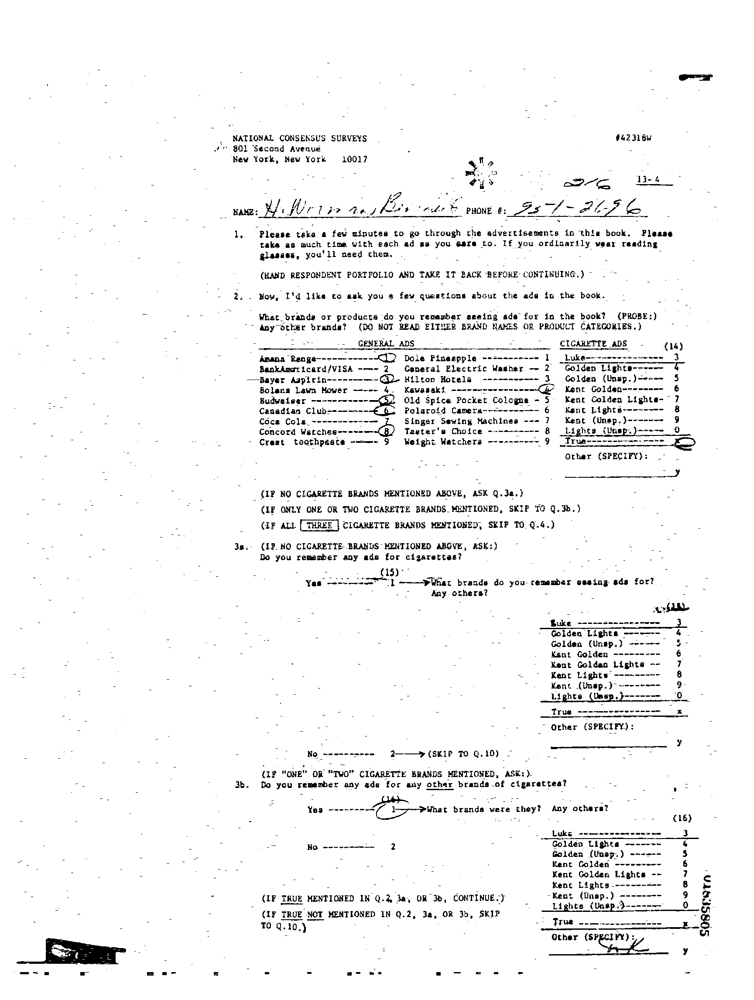 NATIONAL CONSENSUS SURVEYS #42318W
801 Second Avenue
New York, New York 10017
216 13-4
NAME: PHONE #: 951-2696
1. Please take a few minutes to go through the advertisements in this book. Please
take as much time with each ad as you care to. If you ordinarily wear reading
glasses, you'll need them.
(HAND RESPONDENT PORTFOLIO AND TAKE IT BACK BEFORE CONTINUING.)
2. Now, I'd like to ask you a few questions about the ads in the book.
What brands or products do you remember seeing ads for in the book? (PROBE:)
Any other brands? (DO NOT READ EITHER BRAND NAMES OR PRODUCT CATEGORIES.)
GENERAL ADS CIGARETTE ADS (14)
Amana Range----------- 1 Dole Pineapple ----------- 1 Luke---------------- 3
BankAmericard/VISA ---- 2 General Electric Washer -- 2 Golden Lights------- 4
Bayer Aspirin---------- 3 Hilton Hotels ----------- 3 Golden (Unsp.)----- 5
Bolans Lawn Mower ----- 4 Kawasaki ---------------- 4 Kent Golden------- 6
Budweiser ------------- 5 Old Spice Pocket Cologne - 5 Kent Golden Lights- 7
Canadian Club---------- 6 Polaroid Camera---------- 6 Kent Lights-------- 8
Coca Cola ------------- 7 Singer Sewing Machines --- 7 Kent (Unsp.)------- 9
Concord Watches-------- 8 Taster's Choice ---------- 8 Lights (Unsp.)----- 0
Crest toothpaste ----- 9 Weight Watchers ---------- 9 True--------------- x
Other (SPECIFY):
y
(IF NO CIGARETTE BRANDS MENTIONED ABOVE, ASK Q.3a.)
(IF ONLY ONE OR TWO CIGARETTE BRANDS MENTIONED, SKIP TO Q.3b.)
(IF ALL THREE CIGARETTE BRANDS MENTIONED, SKIP TO Q.4.)
3a. (IF NO CIGARETTE BRANDS MENTIONED ABOVE, ASK:)
Do you remember any ads for cigarettes?
(15)
Yes --------- 1 What brands do you remember seeing ads for?
Any others?
Luke ---------------- 3
Golden Lights ------- 4
Golden (Unsp.) ------ 5
Kent Golden --------- 6
Kent Golden Lights -- 7
Kent Lights --------- 8
Kent (Unsp.) -------- 9
Lights (Unsp.)------- 0
True ---------------- x
Other (SPECIFY):
y
No ---------- 2 (SKIP TO Q.10)
(IF "ONE" OR "TWO" CIGARETTE BRANDS MENTIONED, ASK:)
3b. Do you remember any ads for any other brands of cigarettes?
(16)
Yes -------- 1 What brands were they? Any others?
(16)
Luke ---------------- 3
No ---------- 2 Golden Lights ------- 4
Golden (Unsp.) ------ 5
Kent Golden --------- 6
Kent Golden Lights -- 7
Kent Lights --------- 8
(IF TRUE MENTIONED IN Q.2, 3a, OR 3b, CONTINUE.) Kent (Unsp.) -------- 9
Lights (Unsp.)------- 0
(IF TRUE NOT MENTIONED IN Q.2, 3a, OR 3b, SKIP
TO Q.10.) True ---------------- x
Other (SPECIFY):
y
01835805